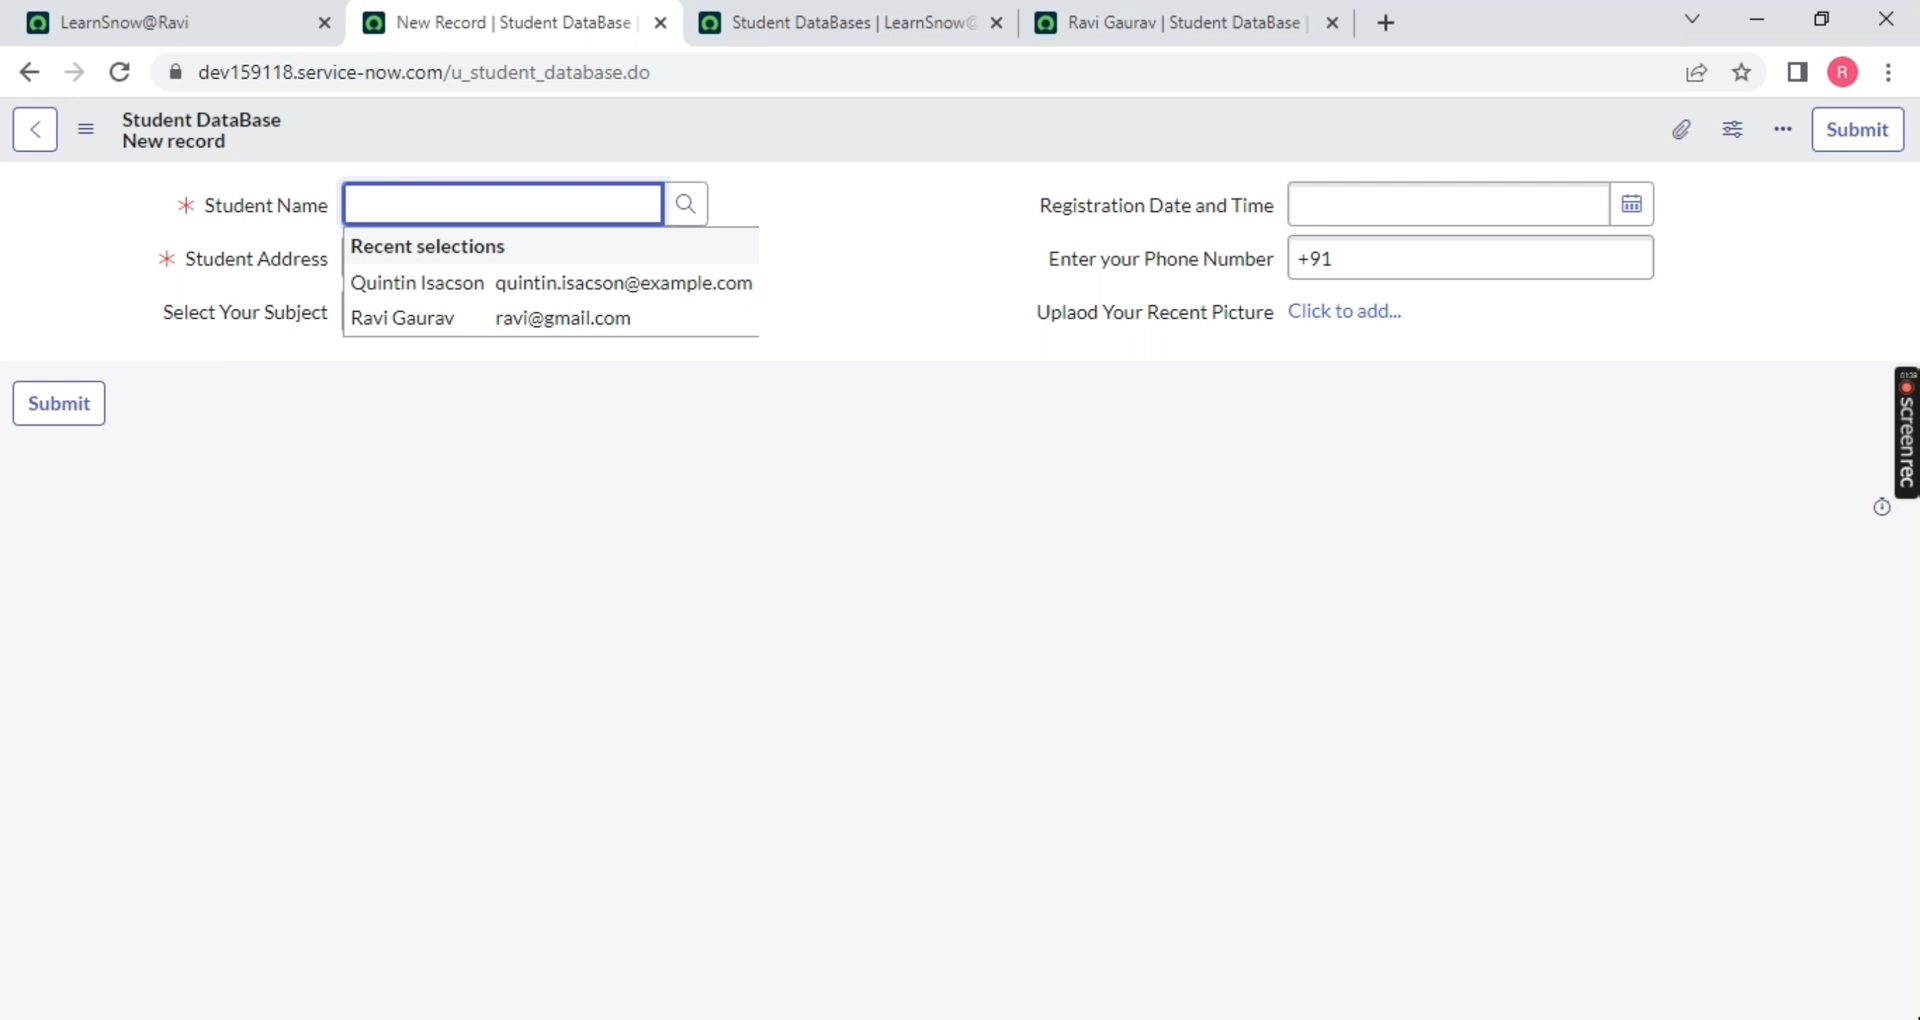 LearnSnow@Ravi
New Record | Student DataBase |
Student DataBases | LearnSnow@
Ravi Gaurav | Student DataBase |
dev159118.service-now.com/u_student_database.do
R
Student DataBase
New record
Submit
Student Name
Recent selections
Quintin Isacson quintin.isacson@example.com
Ravi Gaurav ravi@gmail.com
Student Address
Select Your Subject
Registration Date and Time
Enter your Phone Number +91
Uplaod Your Recent Picture Click to add...
Submit
01:38
screenrec